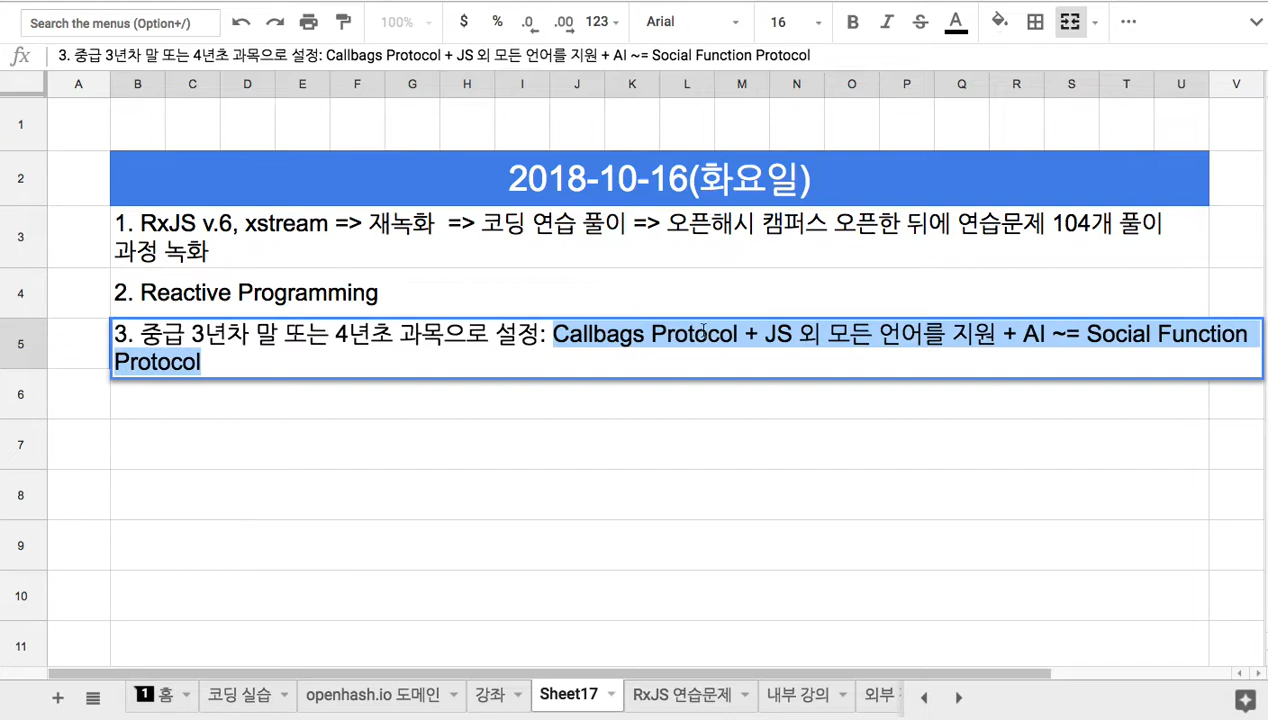 Search the menus (Option+/)
100%
$ % .0 .00 123
Arial
16
B I S A
fx 3. 중급 3년차 말 또는 4년초 과목으로 설정: Callbags Protocol + JS 외 모든 언어를 지원 + AI ~= Social Function Protocol
A B C D E F G H I J K L M N O P Q R S T U V
1
2 2018-10-16(화요일)
3 1. RxJS v.6, xstream => 재녹화 => 코딩 연습 풀이 => 오픈해시 캠퍼스 오픈한 뒤에 연습문제 104개 풀이
과정 녹화
4 2. Reactive Programming
5 3. 중급 3년차 말 또는 4년초 과목으로 설정: Callbags Protocol + JS 외 모든 언어를 지원 + AI ~= Social Function
Protocol
6
7
8
9
10
11
1 홈 코딩 실습 openhash.io 도메인 강좌 Sheet17 RxJS 연습문제 내부 강의 외부